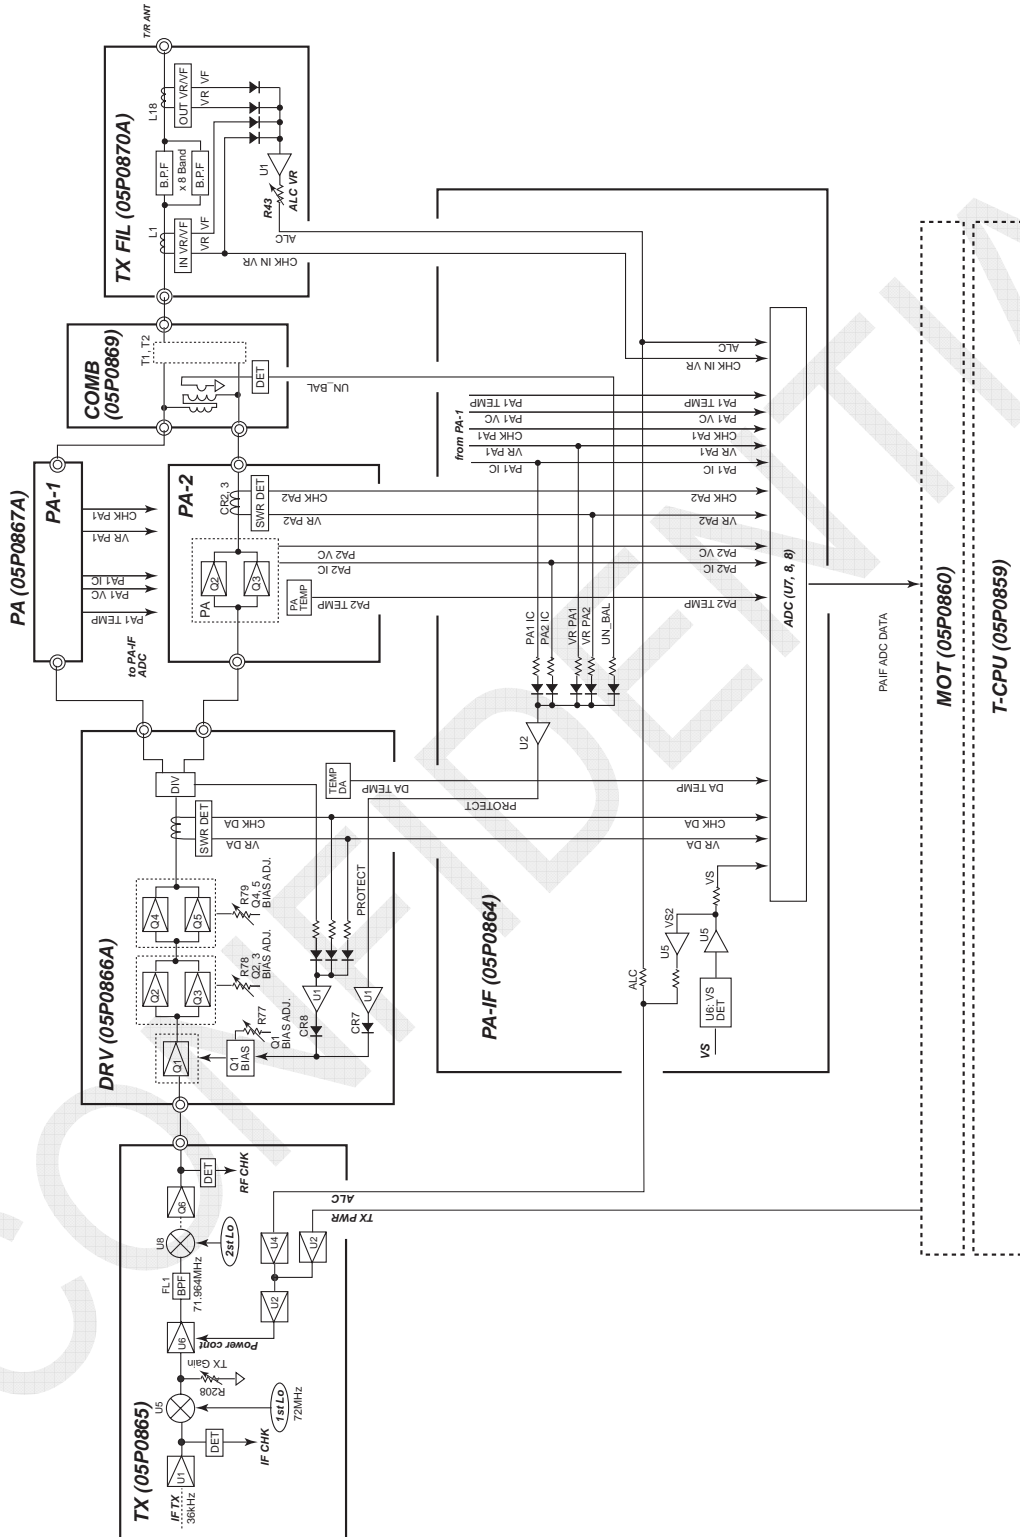 CONFIDENTIA
TX (05P0865)
IF TX
36kHz
U1
DET
IF CHK
U5
1st Lo
72MHz
R208
TX Gain
U6
Power cont
FL1
BPF
71.964MHz
U8
2st Lo
Q6
DET
RF CHK
U2
U4
U2
ALC
TX PWR
DRV (05P0866A)
Q1
Q1
BIAS
R77
Q1
BIAS ADJ.
Q2
Q3
R78
Q2, 3
BIAS ADJ.
Q4
Q5
R79
Q4, 5
BIAS ADJ.
CR8
U1
CR7
U1
PROTECT
SWR DET
CHK DA
VR DA
DIV
TEMP
DA
DA TEMP
PROTECT
PA (05P0867A)
PA-1
PA1 TEMP
PA1 VC
PA1 IC
VR PA1
CHK PA1
to PA-IF
ADC
PA-2
PA
Q2
Q3
PA
TEMP
PA2 TEMP
PA2 IC
PA2 VC
CR2, 3
SWR DET
VR PA2
CHK PA2
COMB
(05P0869)
T1, T2
DET
UN_BAL
TX FIL (05P0870A)
L1
IN VR/VF
VR VF
B.P.F
x 8 Band
B.P.F
L18
OUT VR/VF
VR VF
U1
R43
ALC VR
ALC
CHK IN VR
T/R ANT
PA-IF (05P0864)
VS
U6: VS
DET
U5
U5
VS2
VS
ALC
VR DA
CHK DA
DA TEMP
U2
PA1 IC
PA2 IC
VR PA1
VR PA2
UN_BAL
PA2 TEMP
PA2 IC
PA2 VC
VR PA2
CHK PA2
from PA-1
PA1 IC
VR PA1
CHK PA1
PA1 VC
PA1 TEMP
PA1 IC
VR PA1
CHK PA1
PA1 VC
PA1 TEMP
CHK IN VR
ALC
ADC (U7, 8, 8)
PAIF ADC DATA
MOT (05P0860)
T-CPU (05P0859)